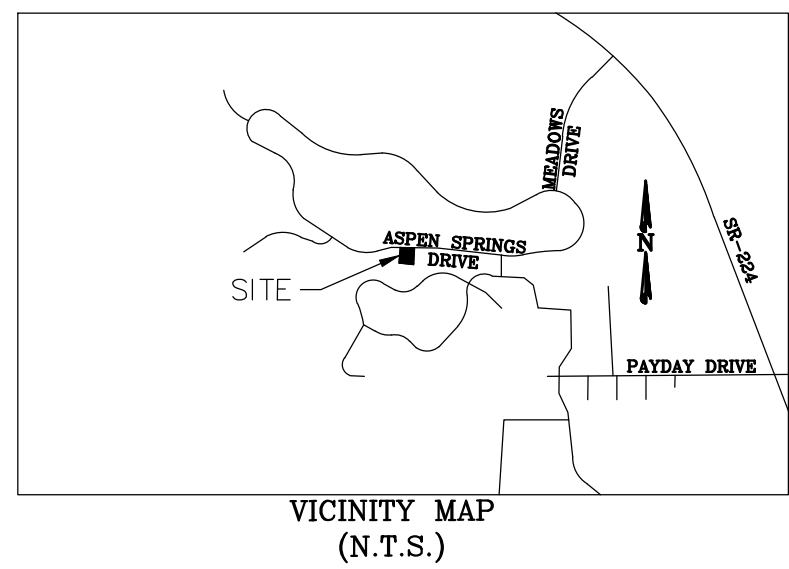 MEADOWS
DRIVE
SR-224
N
ASPEN SPRINGS
DRIVE
SITE
PAYDAY DRIVE
VICINITY MAP
(N.T.S.)